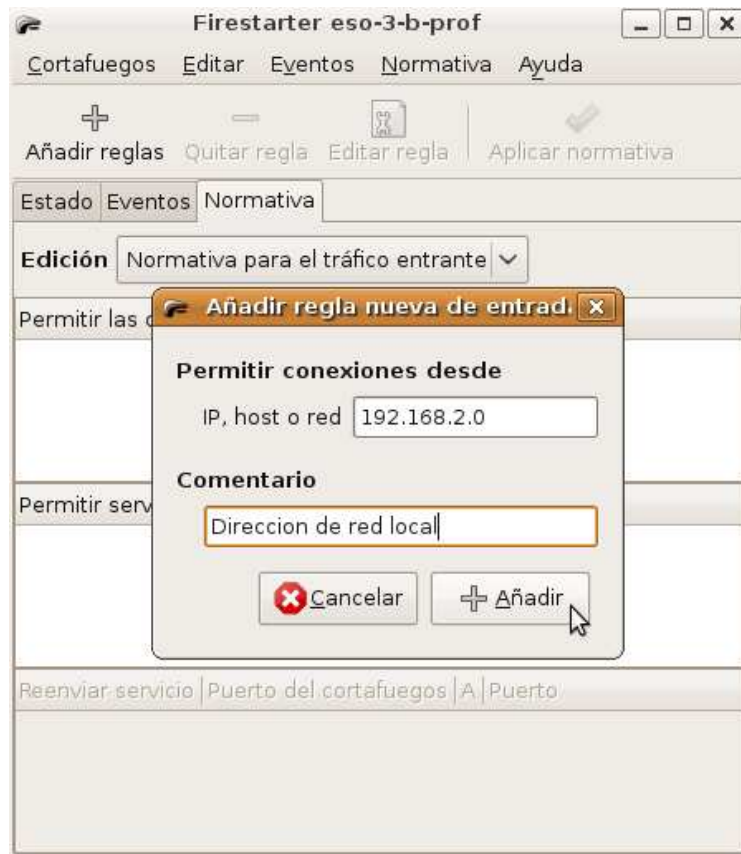 Firestarter eso-3-b-prof
Cortafuegos Editar Eventos Normativa Ayuda
Añadir reglas Quitar regla Editar regla Aplicar normativa
Estado Eventos Normativa
Edición Normativa para el tráfico entrante
Permitir las c
Añadir regla nueva de entrad
Permitir conexiones desde
IP, host o red 192.168.2.0
Comentario
Permitir serv
Direccion de red local
Cancelar Añadir
Reenviar servicio Puerto del cortafuegos A Puerto